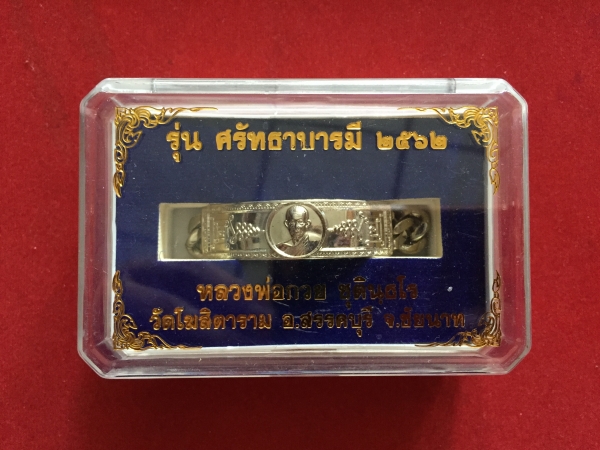 รุ่น ศรัทธาบารมี ๒๕๖๒
หลวงพ่อกวย ชุตินฺธโร
วัดโฆสิตาราม อ.สรรคบุรี จ.ชัยนาท